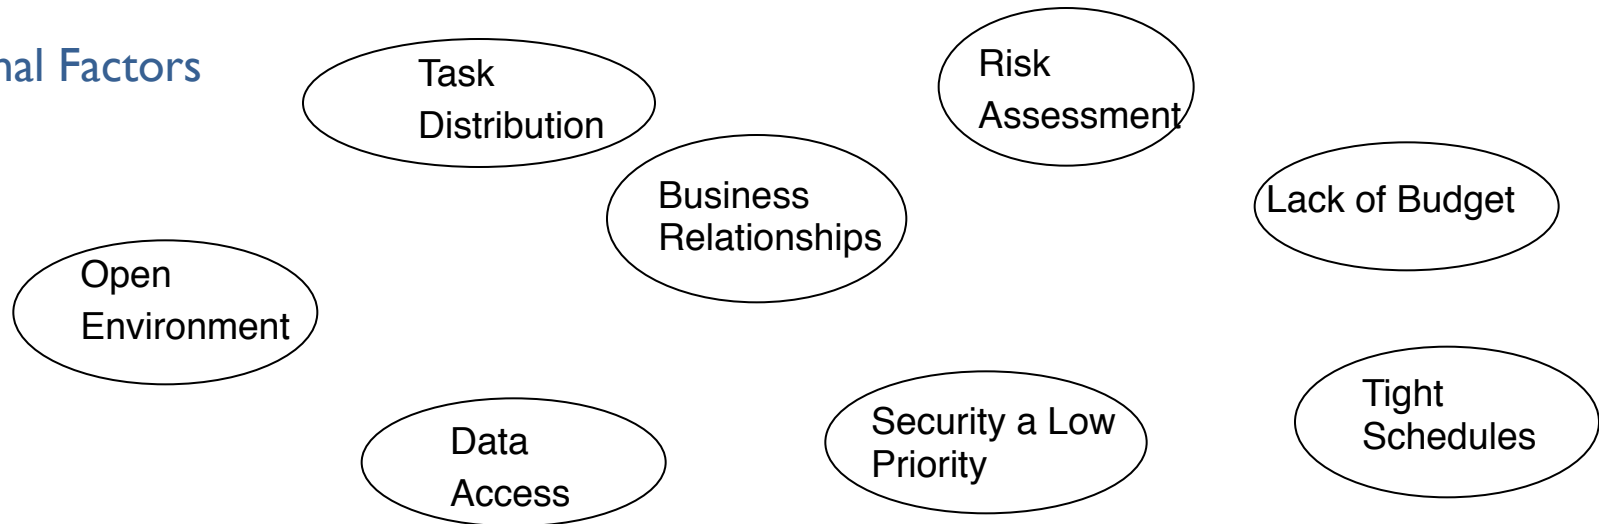 nal Factors
Task
Distribution
Risk
Assessment
Business
Relationships
Lack of Budget
Open
Environment
Tight
Schedules
Security a Low
Priority
Data
Access